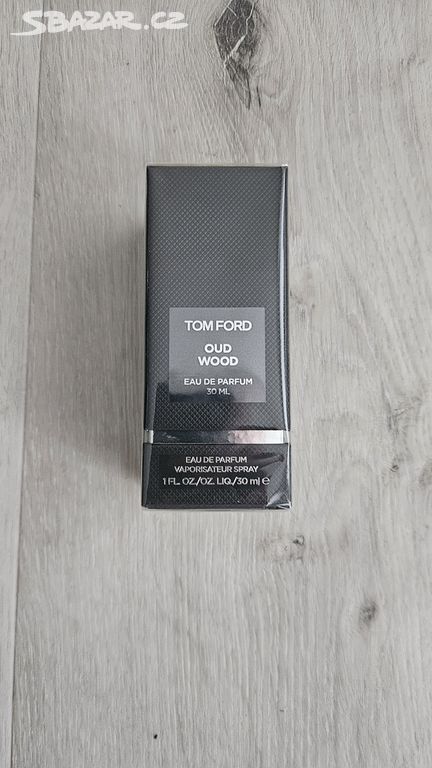 SBAZAR.CZ
TOM FORD
OUD
WOOD
EAU DE PARFUM
30 ML
EAU DE PARFUM
VAPORISATEUR SPRAY
1 FL. OZ./OZ. LIQ./30 ml ℮